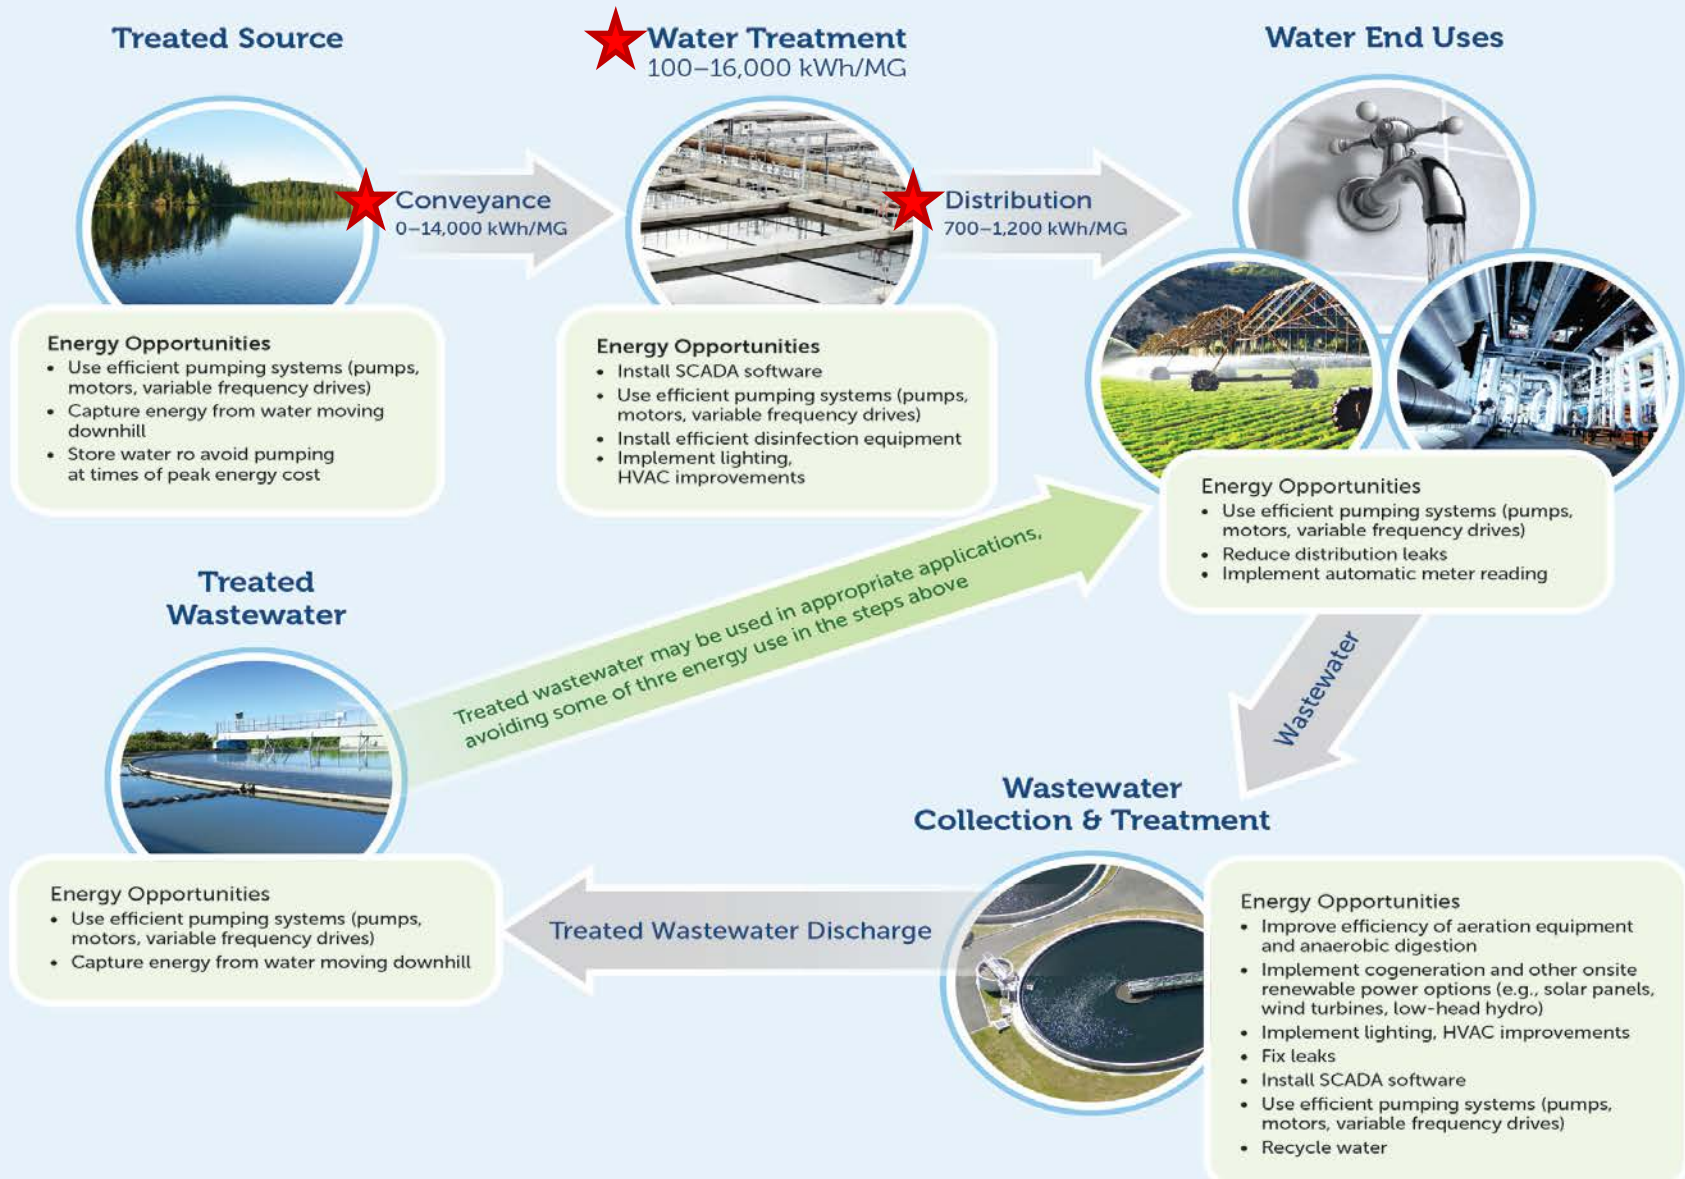 Treated Source
Water Treatment
100–16,000 kWh/MG
Water End Uses
Conveyance
0–14,000 kWh/MG
Distribution
700–1,200 kWh/MG
Energy Opportunities
• Use efficient pumping systems (pumps,
motors, variable frequency drives)
• Capture energy from water moving
downhill
• Store water ro avoid pumping
at times of peak energy cost
Energy Opportunities
• Install SCADA software
• Use efficient pumping systems (pumps,
motors, variable frequency drives)
• Install efficient disinfection equipment
• Implement lighting,
HVAC improvements
Energy Opportunities
• Use efficient pumping systems (pumps,
motors, variable frequency drives)
• Reduce distribution leaks
• Implement automatic meter reading
Treated
Wastewater
Treated wastewater may be used in appropriate applications,
avoiding some of thre energy use in the steps above
Wastewater
Wastewater
Collection & Treatment
Energy Opportunities
• Use efficient pumping systems (pumps,
motors, variable frequency drives)
• Capture energy from water moving downhill
Treated Wastewater Discharge
Energy Opportunities
• Improve efficiency of aeration equipment
and anaerobic digestion
• Implement cogeneration and other onsite
renewable power options (e.g., solar panels,
wind turbines, low-head hydro)
• Implement lighting, HVAC improvements
• Fix leaks
• Install SCADA software
• Use efficient pumping systems (pumps,
motors, variable frequency drives)
• Recycle water